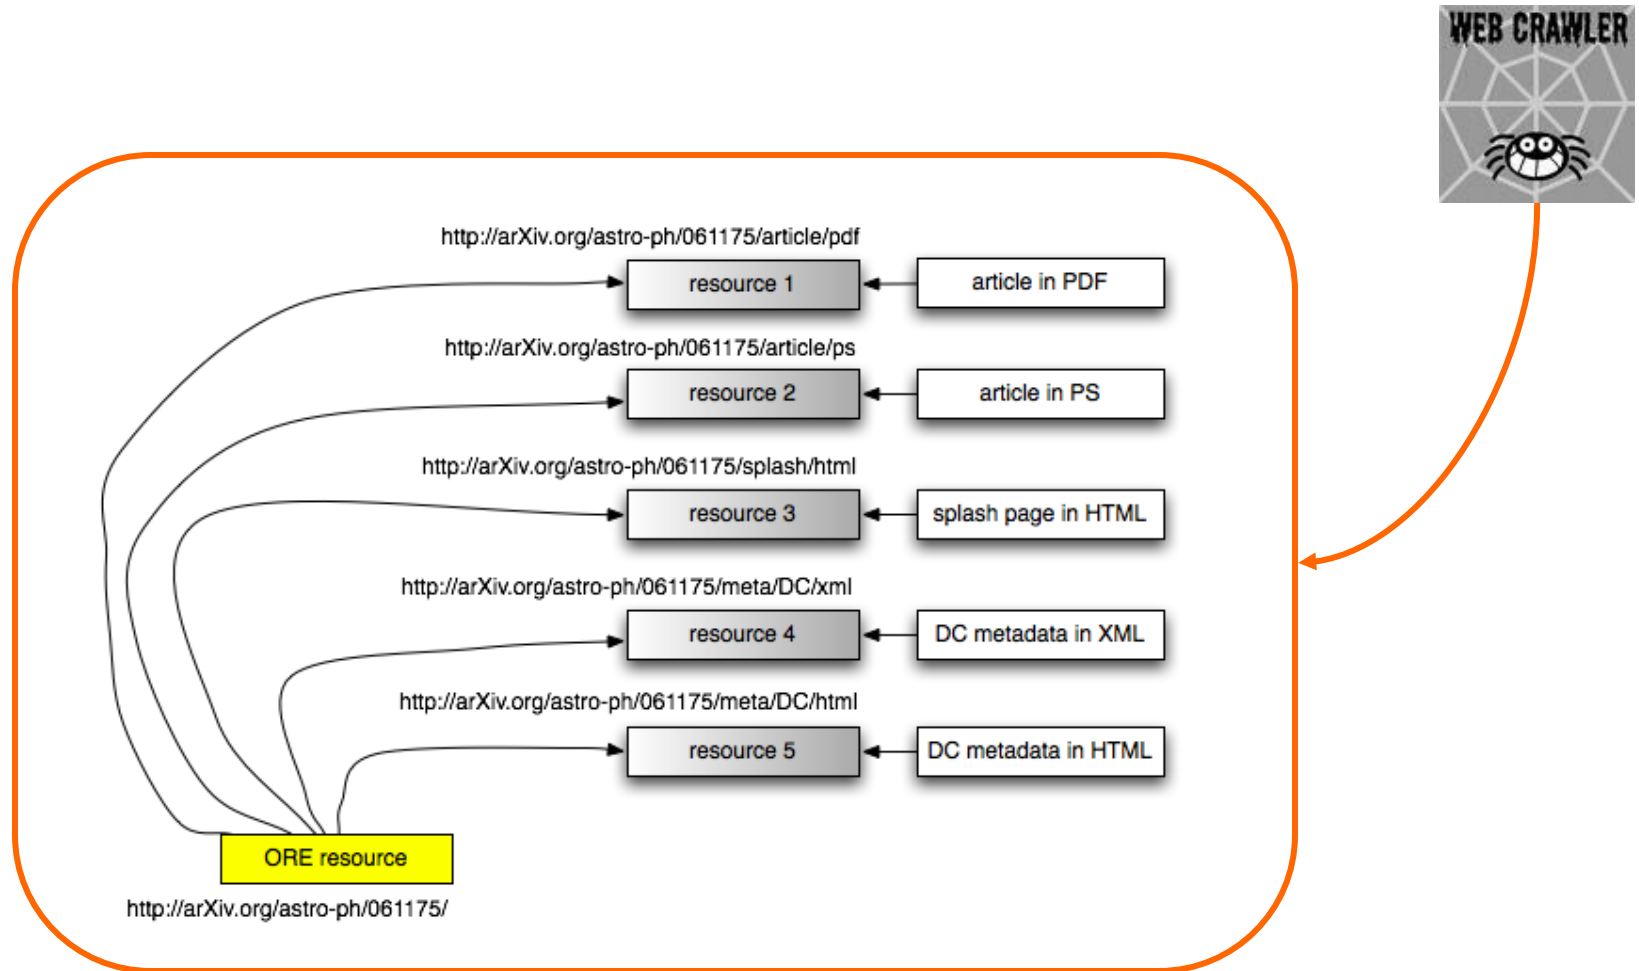 WEB CRAWLER
http://arXiv.org/astro-ph/061175/article/pdf
resource 1
article in PDF
http://arXiv.org/astro-ph/061175/article/ps
resource 2
article in PS
http://arXiv.org/astro-ph/061175/splash/html
resource 3
splash page in HTML
http://arXiv.org/astro-ph/061175/meta/DC/xml
resource 4
DC metadata in XML
http://arXiv.org/astro-ph/061175/meta/DC/html
resource 5
DC metadata in HTML
ORE resource
http://arXiv.org/astro-ph/061175/